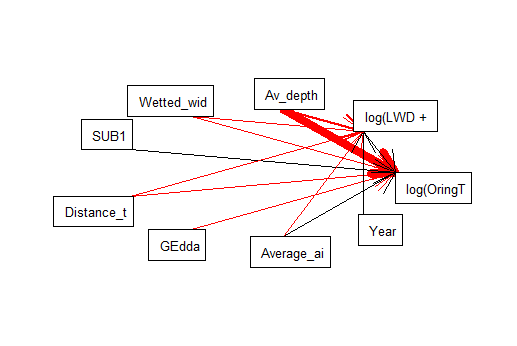 Av_depth
Wetted_wid
log(LWD +
SUB1
log(OringT
Distance_t
Year
GEdda
Average_ai